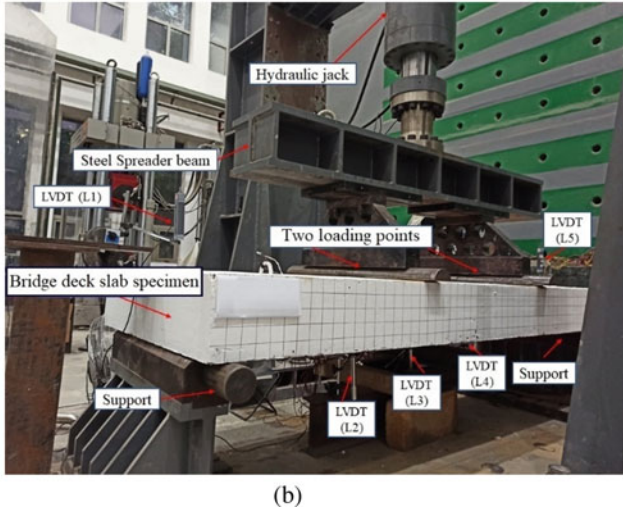 Hydraulic jack
Steel Spreader beam
LVDT (L1)
LVDT
(L5)
Two loading points
Bridge deck slab specimen
Support
LVDT
(L2)
LVDT
(L3)
LVDT
(L4)
Support
(b)